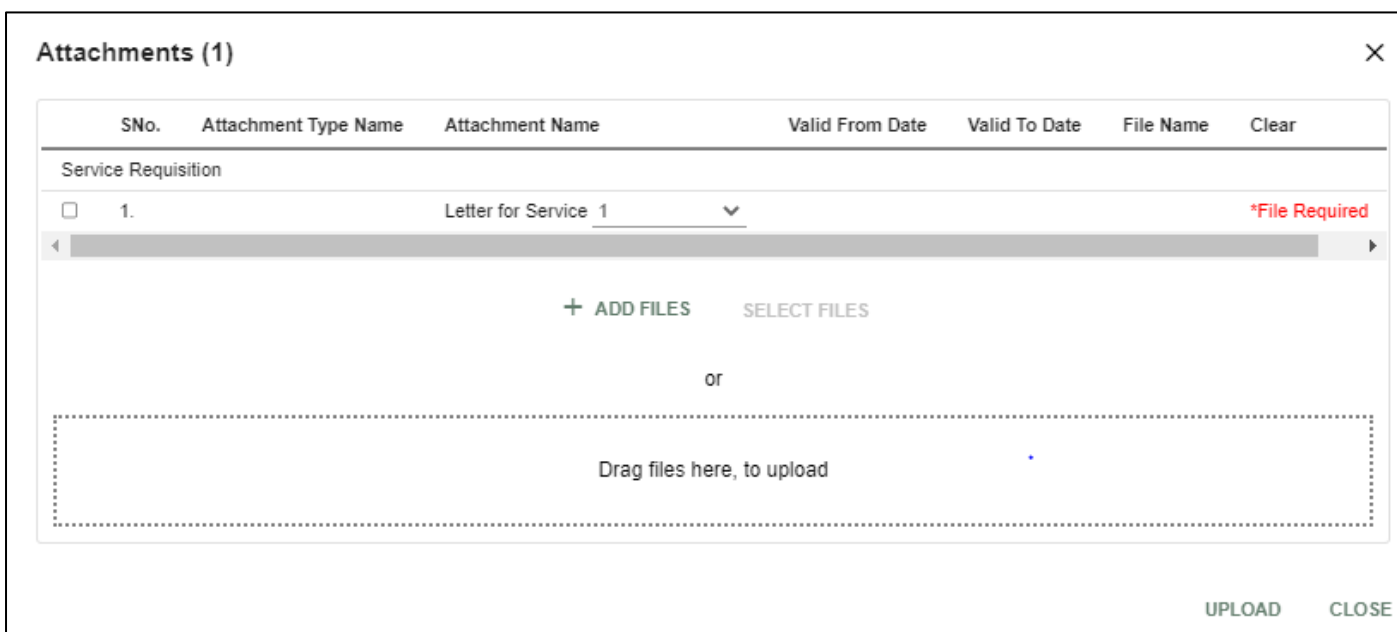 Attachments (1)
SNo. Attachment Type Name Attachment Name Valid From Date Valid To Date File Name Clear
Service Requisition
1. Letter for Service 1 *File Required
+ ADD FILES SELECT FILES
or
Drag files here, to upload
UPLOAD CLOSE